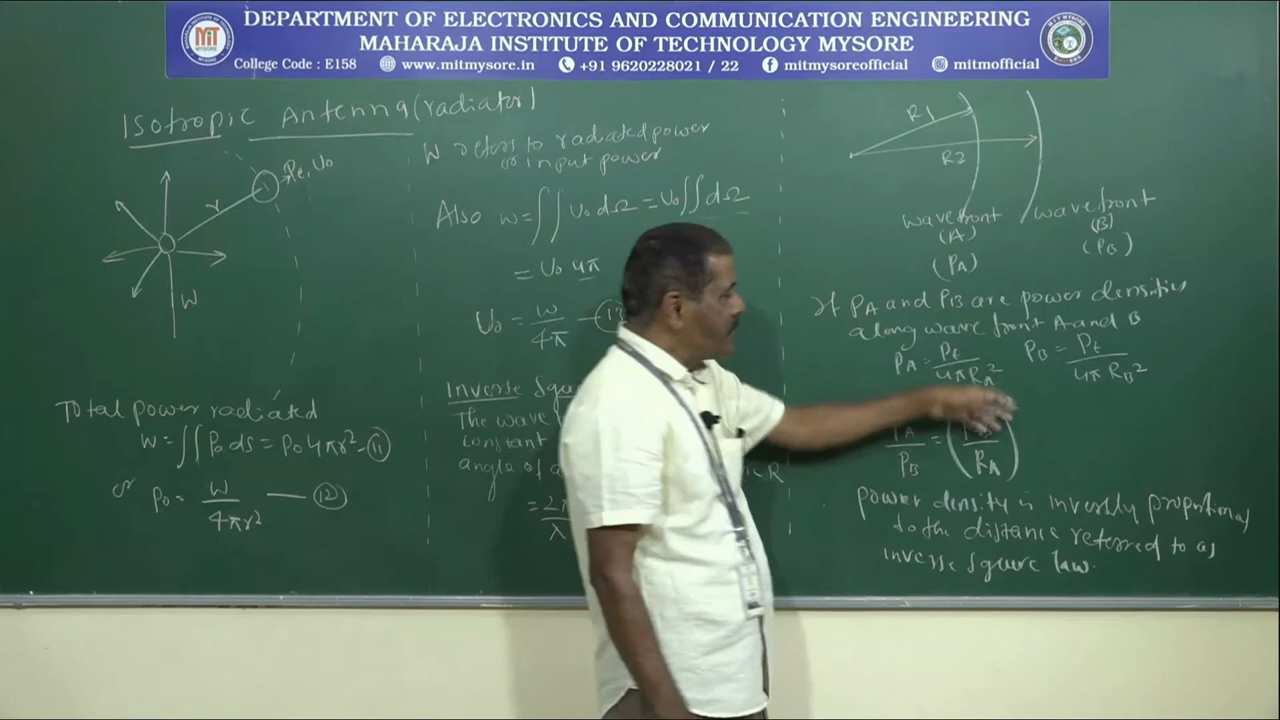 DEPARTMENT OF ELECTRONICS AND COMMUNICATION ENGINEERING
MAHARAJA INSTITUTE OF TECHNOLOGY MYSORE
College Code : E158 www.mitmysore.in +91 9620228021 / 22 mitmysoreofficial mitmofficial
MIT
MYSORE
Isotropic Antenna (radiator)
r
W
Total power radiated
W = ∬ P₀ ds = P₀ 4πr² — (11)
or P₀ = W / 4πr² — (12)
W refers to radiated power
or input power
Also W = ∬ U₀ dΩ = U₀ ∬ dΩ
= U₀ 4π
U₀ = W / 4π — (13
Inverse Squa
The wave
constant
angle of a
R
= 2π
λ
R1
R2
wavefront
(A)
(PA)
wavefront
(B)
(PB)
If PA and PB are power densities
along wave front A and B
PA = Pt / 4πRA² PB = Pt / 4πRB²
PB = ( RA )
power density is inversly proportional
to the distance referred to as
inverse square law.